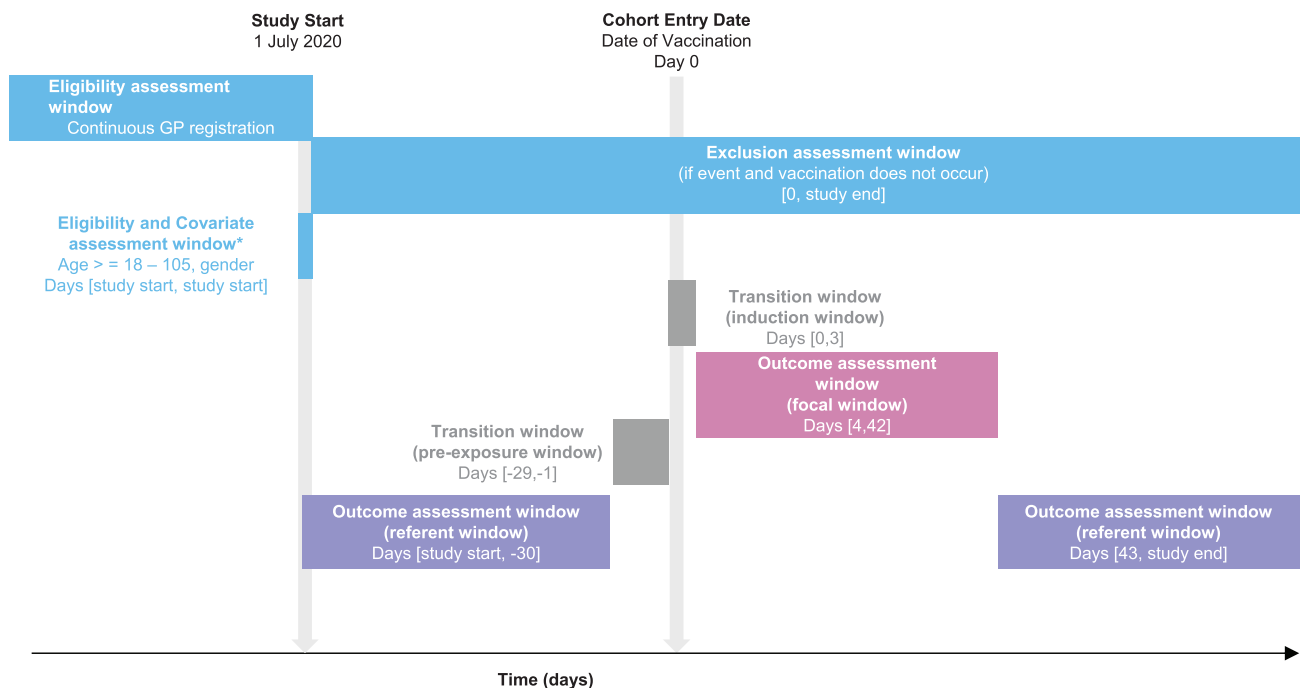 Study Start
1 July 2020
Cohort Entry Date
Date of Vaccination
Day 0
Eligibility assessment
window
Continuous GP registration
Exclusion assessment window
(if event and vaccination does not occur)
[0, study end]
Eligibility and Covariate
assessment window*
Age > = 18 – 105, gender
Days [study start, study start]
Transition window
(induction window)
Days [0,3]
Outcome assessment
window
(focal window)
Days [4,42]
Transition window
(pre-exposure window)
Days [-29,-1]
Outcome assessment window
(referent window)
Days [study start, -30]
Outcome assessment window
(referent window)
Days [43, study end]
Time (days)